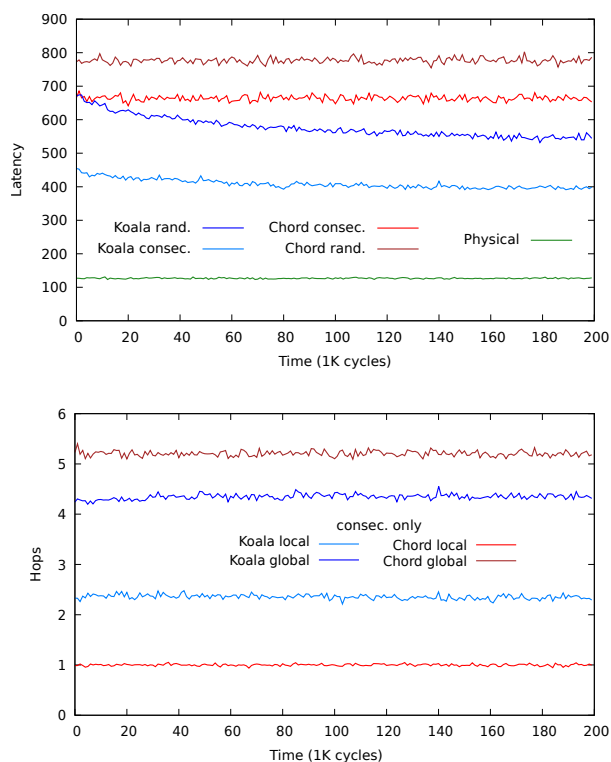 900
800
700
600
500
400
300
200
100
0
Latency
Koala rand.
Koala consec.
Chord consec.
Chord rand.
Physical
0 20 40 60 80 100 120 140 160 180 200
Time (1K cycles)
6
5
4
3
2
1
0
Hops
consec. only
Koala local
Koala global
Chord local
Chord global
0 20 40 60 80 100 120 140 160 180 200
Time (1K cycles)